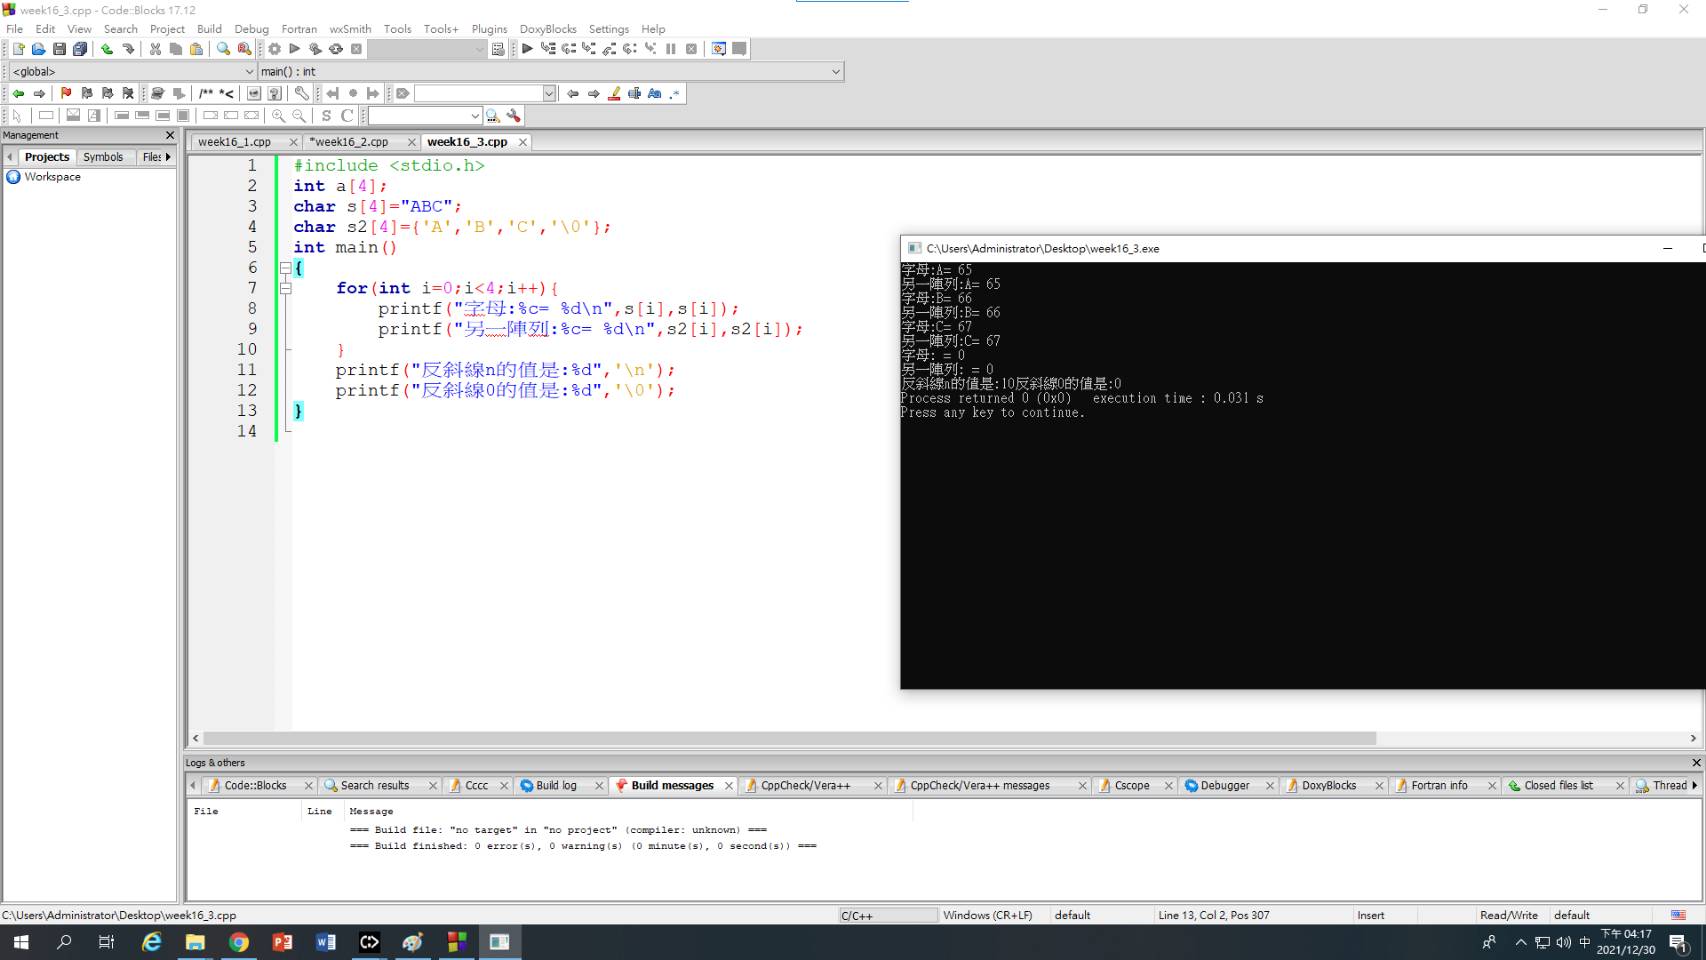 week16_3.cpp - Code::Blocks 17.12
File Edit View Search Project Build Debug Fortran wxSmith Tools Tools+ Plugins DoxyBlocks Settings Help
<global> main() : int
/** *<
Aa .*
S C
Management
Projects Symbols Files
Workspace
week16_1.cpp *week16_2.cpp week16_3.cpp
1 #include <stdio.h>
2 int a[4];
3 char s[4]="ABC";
4 char s2[4]={'A','B','C','\0'};
5 int main()
6 {
7 for(int i=0;i<4;i++){
8 printf("字母:%c= %d\n",s[i],s[i]);
9 printf("另一陣列:%c= %d\n",s2[i],s2[i]);
10 }
11 printf("反斜線n的值是:%d",'\n');
12 printf("反斜線0的值是:%d",'\0');
13 }
14
C:\Users\Administrator\Desktop\week16_3.exe
字母:A= 65
另一陣列:A= 65
字母:B= 66
另一陣列:B= 66
字母:C= 67
另一陣列:C= 67
字母: = 0
另一陣列: = 0
反斜線n的值是:10反斜線0的值是:0
Process returned 0 (0x0) execution time : 0.031 s
Press any key to continue.
Logs & others
Code::Blocks Search results Cccc Build log Build messages CppCheck/Vera++ CppCheck/Vera++ messages Cscope Debugger DoxyBlocks Fortran info Closed files list Thread
File Line Message
=== Build file: "no target" in "no project" (compiler: unknown) ===
=== Build finished: 0 error(s), 0 warning(s) (0 minute(s), 0 second(s)) ===
C:\Users\Administrator\Desktop\week16_3.cpp C/C++ Windows (CR+LF) default Line 13, Col 2, Pos 307 Insert Read/Write default
中 下午 04:17
2021/12/30
1